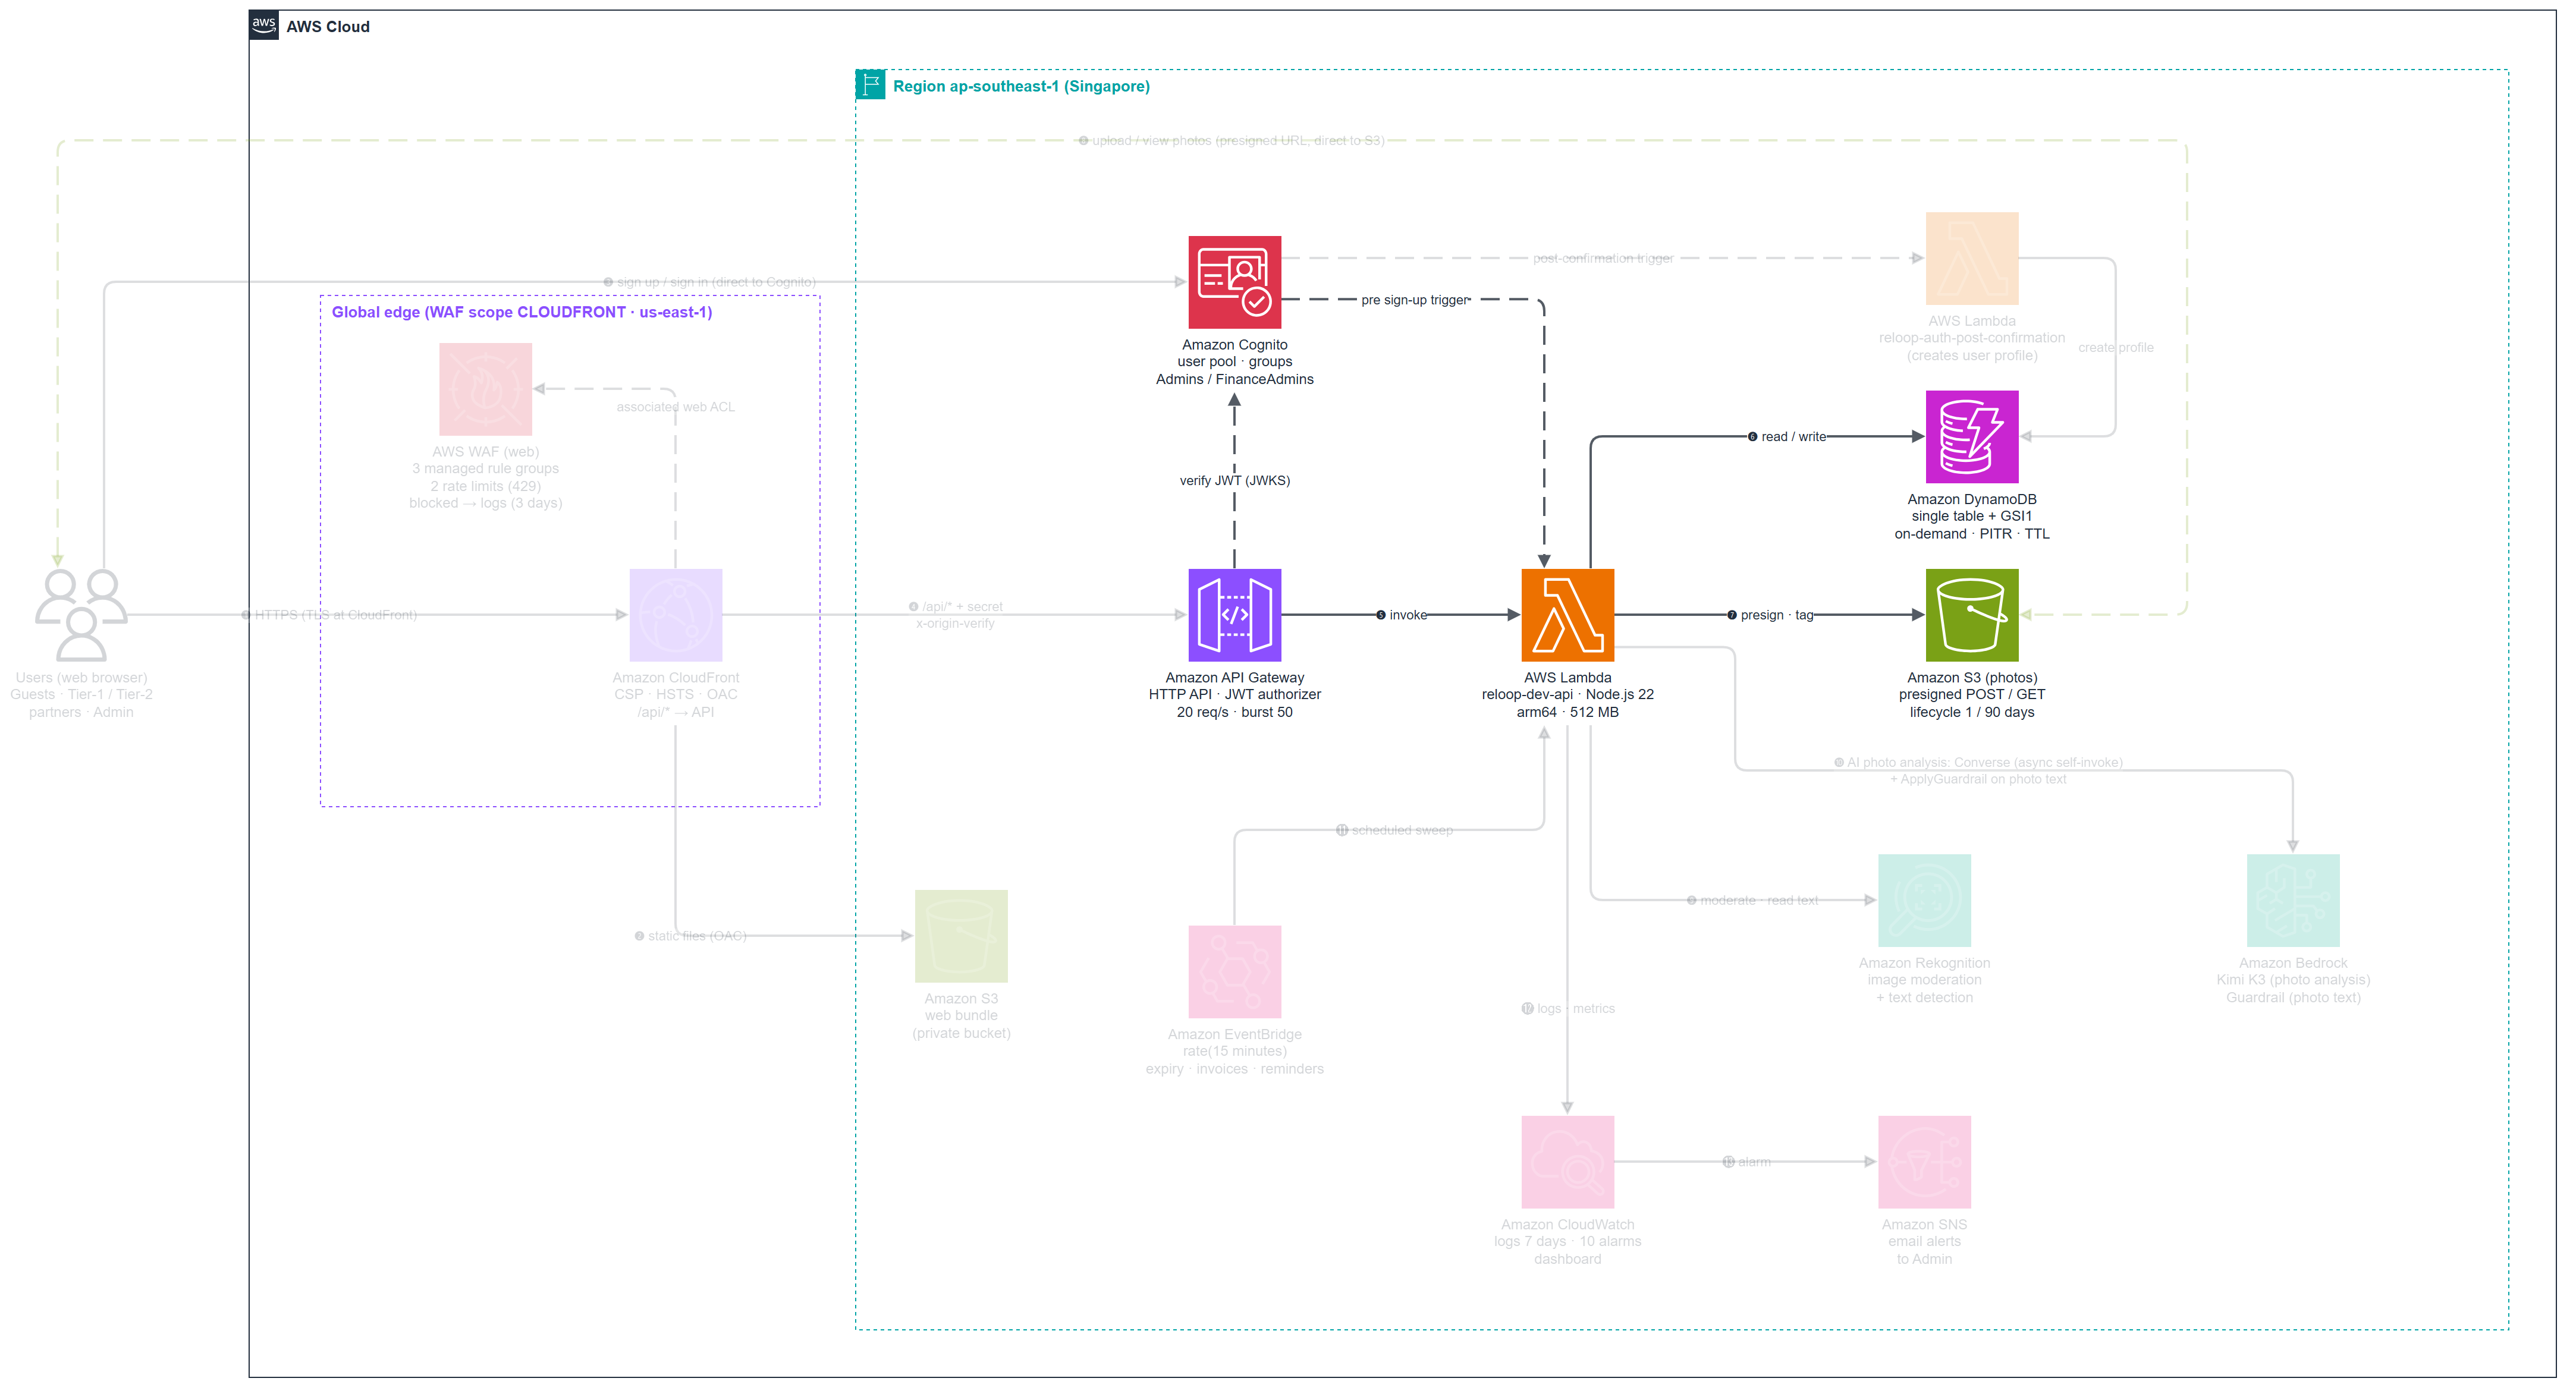 aws
AWS Cloud
Region ap-southeast-1 (Singapore)
❽ upload / view photos (presigned URL, direct to S3)
post-confirmation trigger
❸ sign up / sign in (direct to Cognito)
pre sign-up trigger
Global edge (WAF scope CLOUDFRONT · us-east-1)
AWS Lambda
reloop-auth-post-confirmation
(creates user profile)
create profile
Amazon Cognito
user pool · groups
Admins / FinanceAdmins
associated web ACL
AWS WAF (web)
3 managed rule groups
2 rate limits (429)
blocked → logs (3 days)
verify JWT (JWKS)
❻ read / write
Amazon DynamoDB
single table + GSI1
on-demand · PITR · TTL
❶ HTTPS (TLS at CloudFront)
❹ /api/* + secret
x-origin-verify
❺ invoke
❼ presign · tag
Users (web browser)
Guests · Tier-1 / Tier-2
partners · Admin
Amazon CloudFront
CSP · HSTS · OAC
/api/* → API
Amazon API Gateway
HTTP API · JWT authorizer
20 req/s · burst 50
AWS Lambda
reloop-dev-api · Node.js 22
arm64 · 512 MB
Amazon S3 (photos)
presigned POST / GET
lifecycle 1 / 90 days
❿ AI photo analysis: Converse (async self-invoke)
+ ApplyGuardrail on photo text
⓫ scheduled sweep
❾ moderate · read text
❷ static files (OAC)
Amazon S3
web bundle
(private bucket)
Amazon EventBridge
rate(15 minutes)
expiry · invoices · reminders
Amazon Rekognition
image moderation
+ text detection
Amazon Bedrock
Kimi K3 (photo analysis)
Guardrail (photo text)
⓬ logs · metrics
⓭ alarm
Amazon CloudWatch
logs 7 days · 10 alarms
dashboard
Amazon SNS
email alerts
to Admin